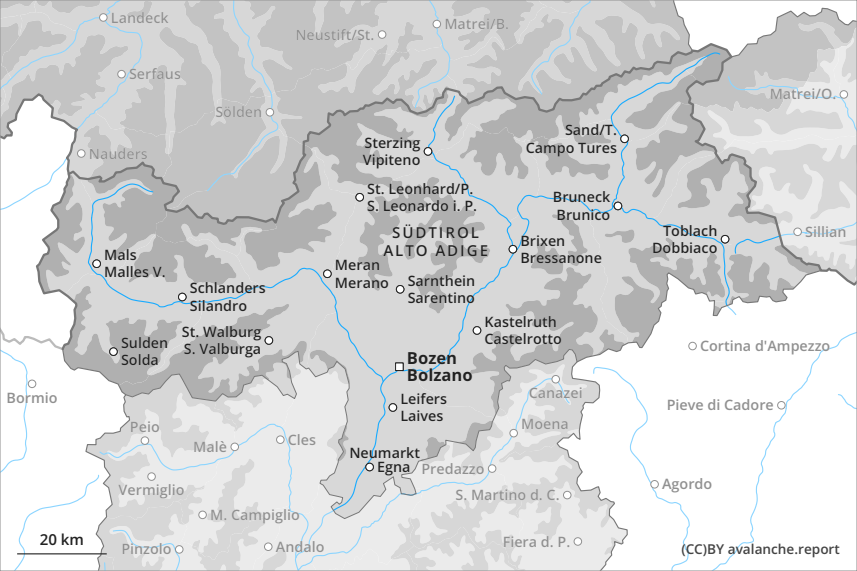 Landeck
Matrei/B.
Neustift/St.
Serfaus
Matrei/O.
Sölden
Sand/T.
Campo Tures
Sterzing
Vipiteno
Nauders
St. Leonhard/P.
S. Leonardo i. P.
Bruneck
Brunico
SÜDTIROL
ALTO ADIGE
Toblach
Dobbiaco
Sillian
Brixen
Bressanone
Mals
Malles V.
Meran
Merano
Schlanders
Silandro
Sarnthein
Sarentino
St. Walburg
S. Valburga
Kastelruth
Castelrotto
Sulden
Solda
Cortina d'Ampezzo
Bozen
Bolzano
Bormio
Canazei
Leifers
Laives
Pieve di Cadore
Peio
Moena
Malè
Cles
Neumarkt
Egna
Predazzo
Vermiglio
Agordo
S. Martino d. C.
M. Campiglio
20 km
Pinzolo
Andalo
Fiera d. P.
(CC)BY avalanche.report